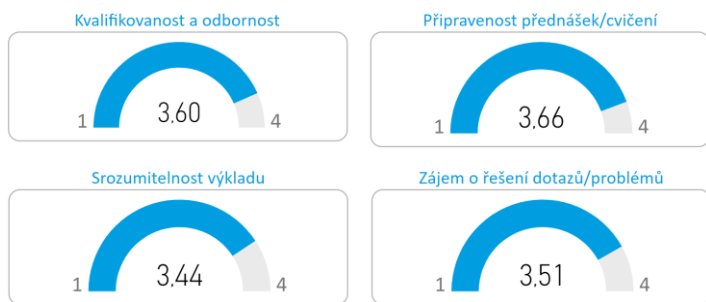 Kvalifikovanost a odbornost
Připravenost přednášek/cvičení
1 3,60 4
1 3,66 4
Srozumitelnost výkladu
Zájem o řešení dotazů/problémů
1 3,44 4
1 3,51 4